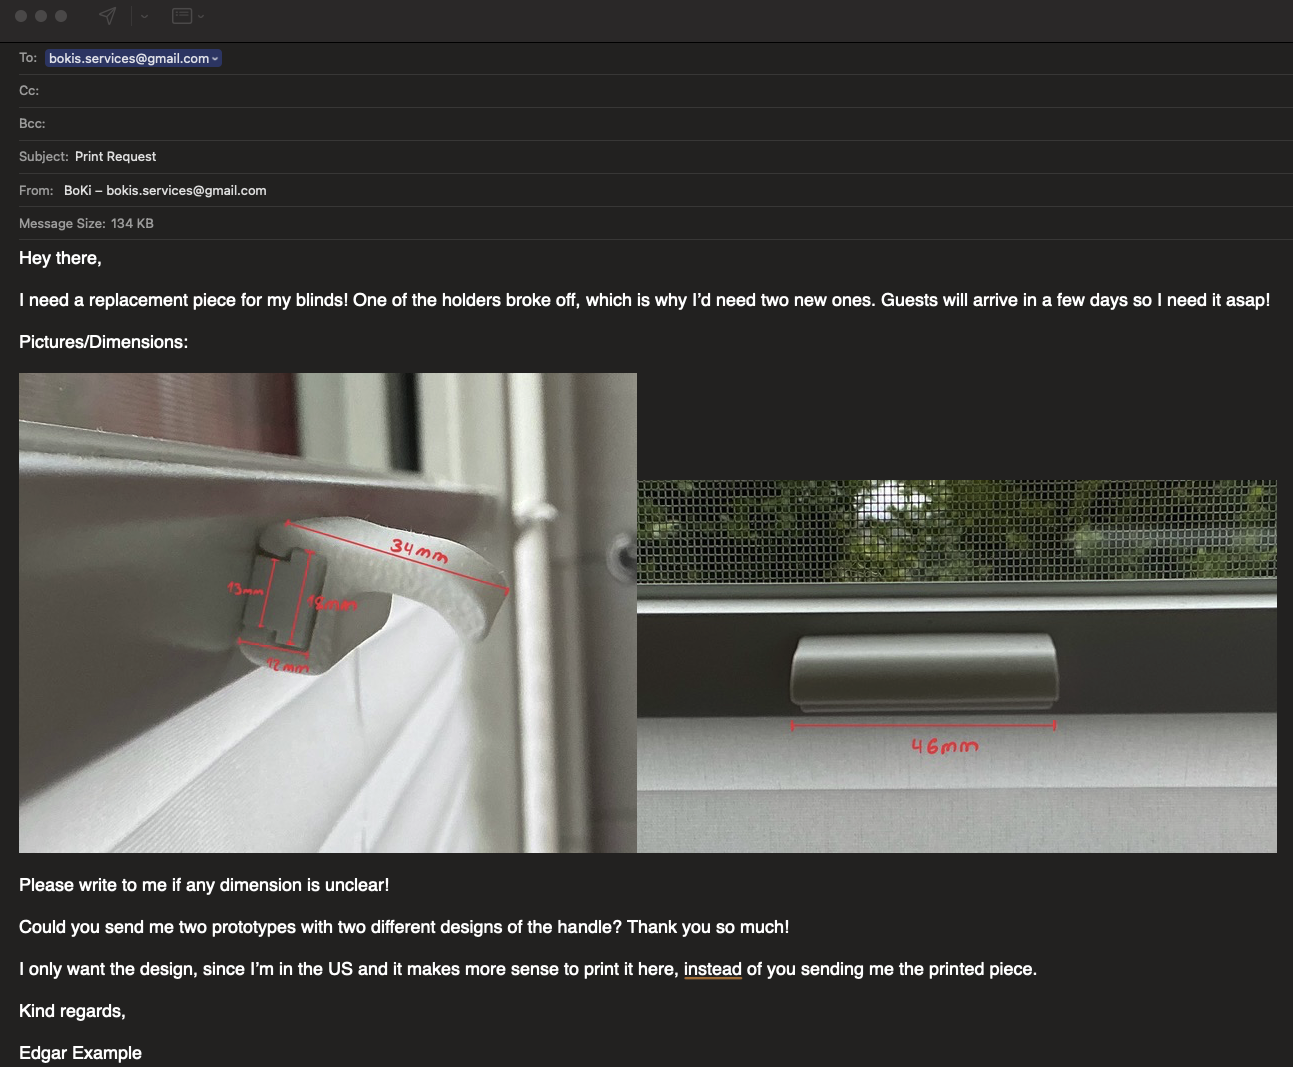 To: bokis.services@gmail.com
Cc:
Bcc:
Subject: Print Request
From: BoKi – bokis.services@gmail.com
Message Size: 134 KB
Hey there,
I need a replacement piece for my blinds! One of the holders broke off, which is why I’d need two new ones. Guests will arrive in a few days so I need it asap!
Pictures/Dimensions:
34mm
13mm
18mm
12mm
46mm
Please write to me if any dimension is unclear!
Could you send me two prototypes with two different designs of the handle? Thank you so much!
I only want the design, since I’m in the US and it makes more sense to print it here, instead of you sending me the printed piece.
Kind regards,
Edgar Example